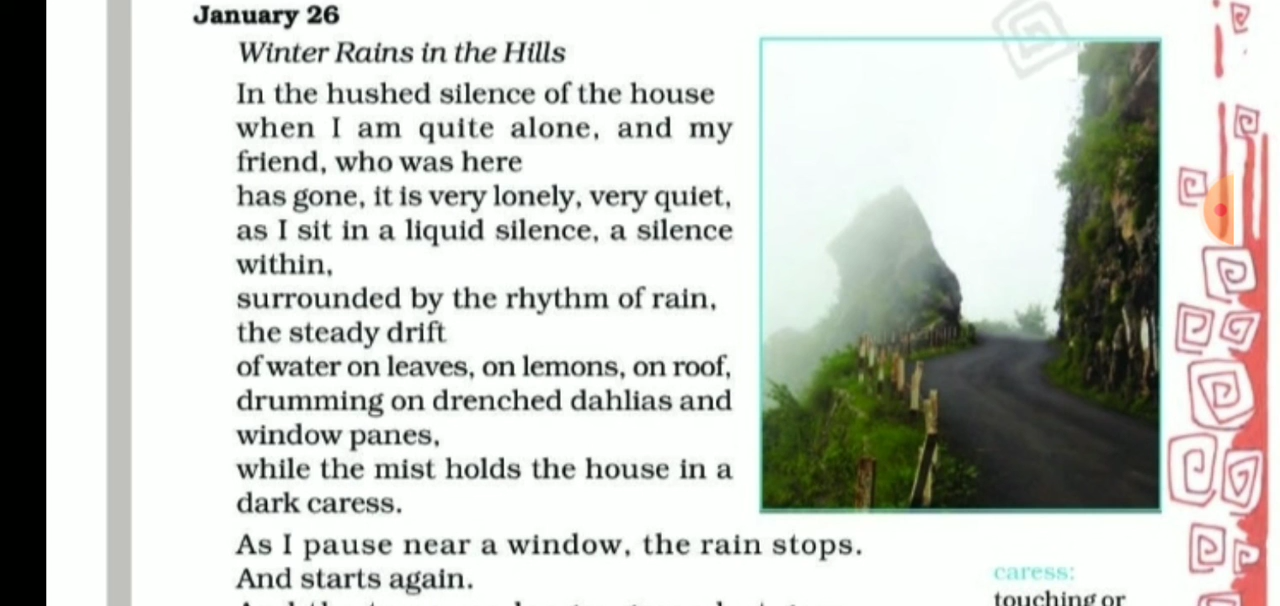 January 26
Winter Rains in the Hills
In the hushed silence of the house
when I am quite alone, and my
friend, who was here
has gone, it is very lonely, very quiet,
as I sit in a liquid silence, a silence
within,
surrounded by the rhythm of rain,
the steady drift
of water on leaves, on lemons, on roof,
drumming on drenched dahlias and
window panes,
while the mist holds the house in a
dark caress.
As I pause near a window, the rain stops.
And starts again.
caress:
touching or